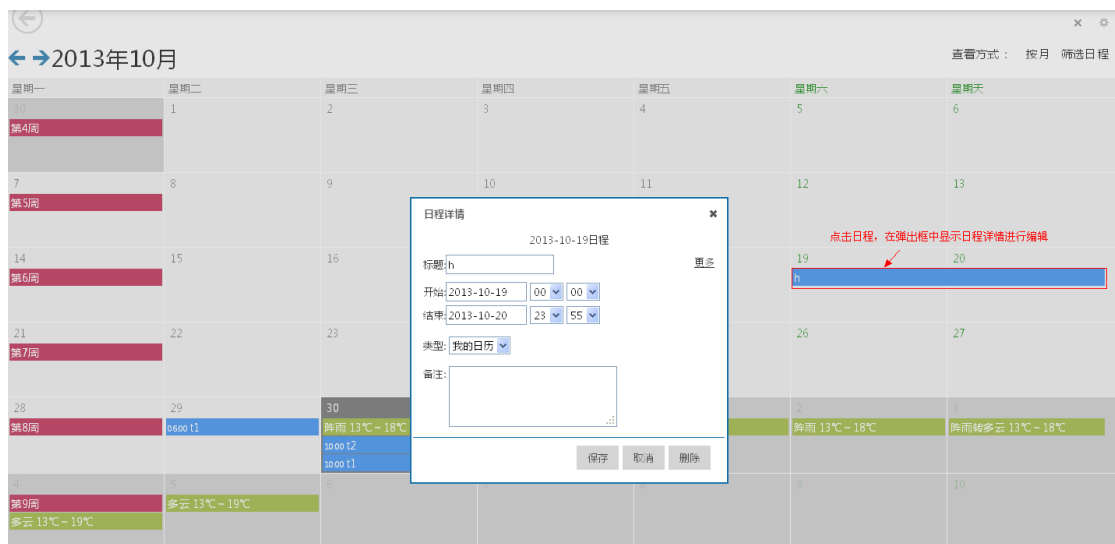 2013年10月
查看方式： 按月 筛选日程
星期一 星期二 星期三 星期四 星期五 星期六 星期天
30 1 2 3 4 5 6
第4周
7 8 9 10 11 12 13
第5周
日程详情
2013-10-19日程
点击日程，在弹出框中显示日程详情进行编辑
14 15 16 19 20
标题:h 更多
第6周 h
开始:2013-10-19 00 00
结束:2013-10-20 23 55
21 22 23 26 27
类型: 我的日历
第7周
备注:
28 29 30 2 3
第8周 0600 t1 阵雨 13℃ ~ 18℃ 阵雨 13℃ ~ 18℃ 阵雨转多云 13℃ ~ 18℃
1000 t2
1000 t1
保存 取消 删除
4 5 6 7 8 9 10
第9周 多云 13℃ ~ 19℃
多云 13℃ ~ 19℃